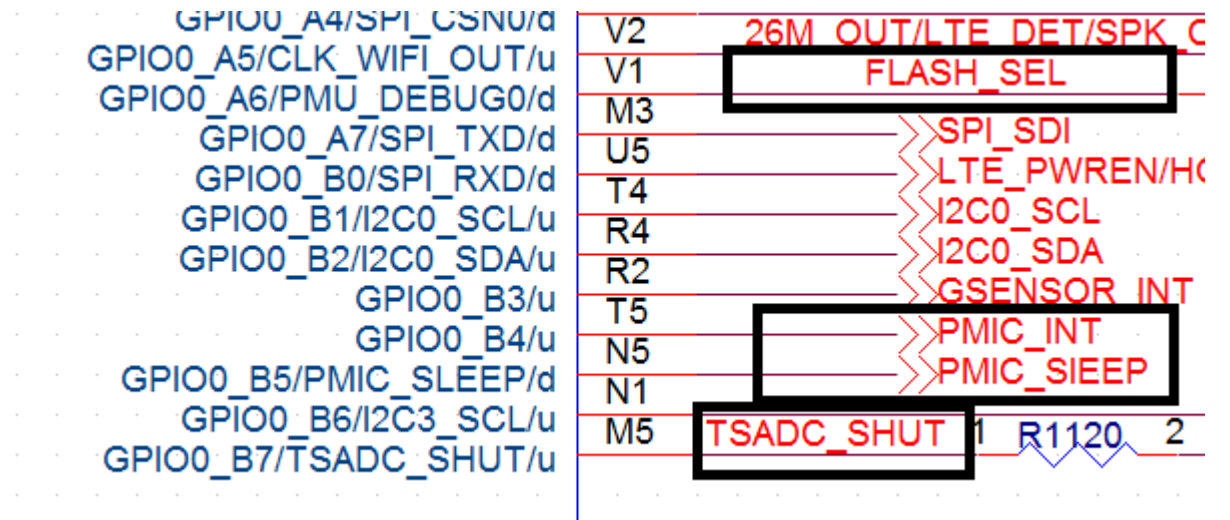 GPIO0_A4/SPI_CSN0/d V2 26M_OUT/LTE_DET/SPK_C
GPIO0_A5/CLK_WIFI_OUT/u V1 FLASH_SEL
GPIO0_A6/PMU_DEBUG0/d M3
GPIO0_A7/SPI_TXD/d U5 SPI_SDI
GPIO0_B0/SPI_RXD/d T4 LTE_PWREN/HO
GPIO0_B1/I2C0_SCL/u R4 I2C0_SCL
GPIO0_B2/I2C0_SDA/u R2 I2C0_SDA
GPIO0_B3/u T5 GSENSOR_INT
GPIO0_B4/u N5 PMIC_INT
GPIO0_B5/PMIC_SLEEP/d N1 PMIC_SIEEP
GPIO0_B6/I2C3_SCL/u M5
GPIO0_B7/TSADC_SHUT/u TSADC_SHUT 1 R1120 2